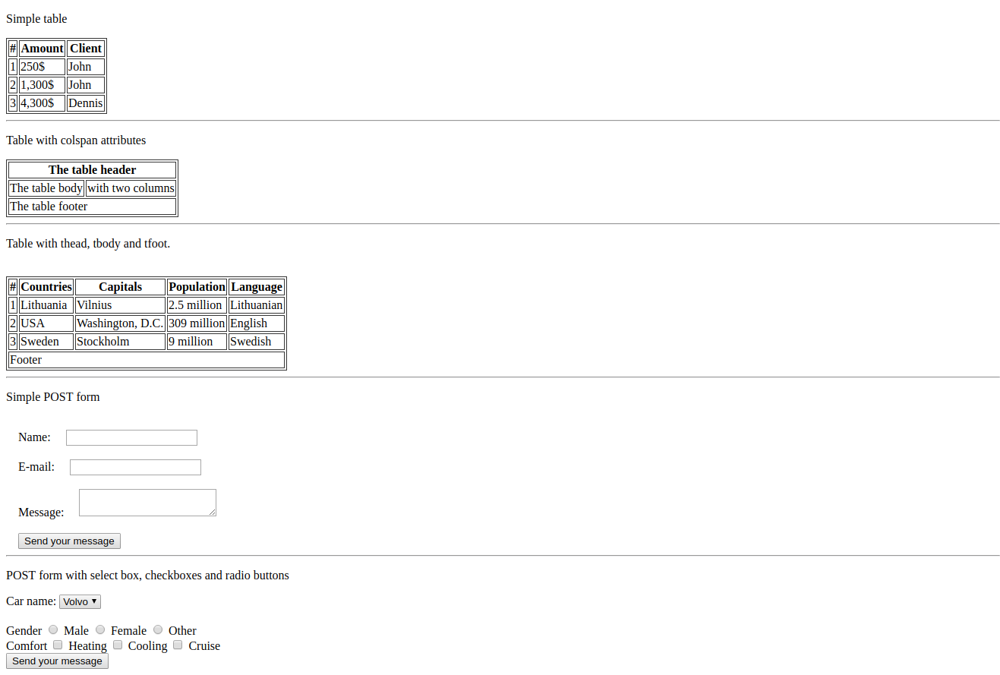 Simple table
# Amount Client
1 250$ John
2 1,300$ John
3 4,300$ Dennis
Table with colspan attributes
The table header
The table body with two columns
The table footer
Table with thead, tbody and tfoot.
# Countries Capitals Population Language
1 Lithuania Vilnius 2.5 million Lithuanian
2 USA Washington, D.C. 309 million English
3 Sweden Stockholm 9 million Swedish
Footer
Simple POST form
Name:
E-mail:
Message:
Send your message
POST form with select box, checkboxes and radio buttons
Car name: Volvo
Gender Male Female Other
Comfort Heating Cooling Cruise
Send your message